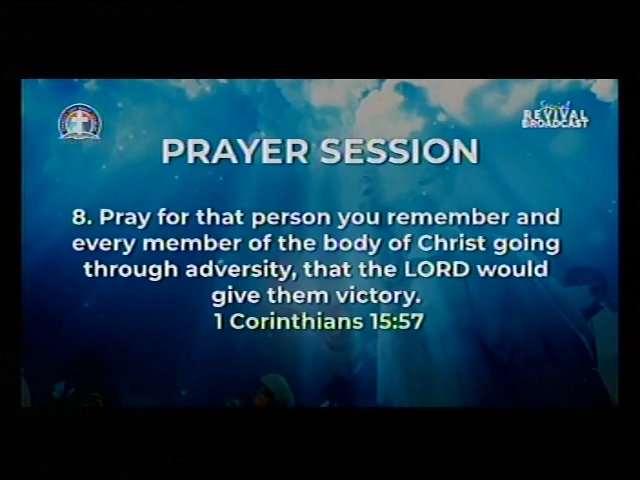 Special
REVIVAL
BROADCAST
PRAYER SESSION
8. Pray for that person you remember and
every member of the body of Christ going
through adversity, that the LORD would
give them victory.
1 Corinthians 15:57